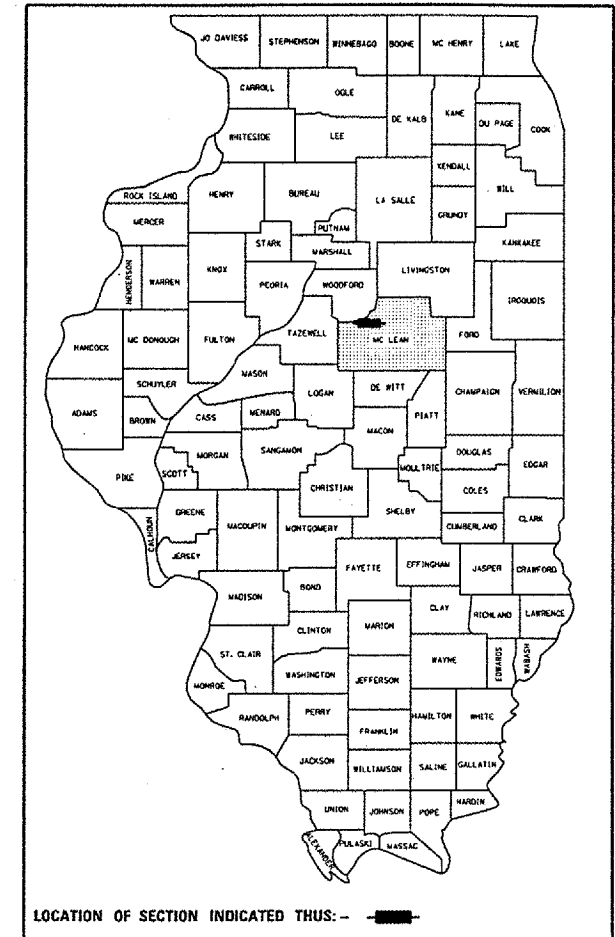 JO DAVIESS
STEPHENSON
WINNEBAGO
BOONE
MC HENRY
LAKE
CARROLL
OGLE
DE KALB
KANE
DU PAGE
COOK
WHITESIDE
LEE
KENDALL
WILL
ROCK ISLAND
HENRY
BUREAU
LA SALLE
GRUNDY
MERCER
PUTNAM
KANKAKEE
STARK
MARSHALL
LIVINGSTON
HENDERSON
WARREN
KNOX
PEORIA
WOODFORD
IROQUOIS
HANCOCK
MC DONOUGH
FULTON
TAZEWELL
MC LEAN
FORD
MASON
SCHUYLER
LOGAN
DE WITT
CHAMPAIGN
VERMILION
ADAMS
BROWN
CASS
MENARD
PIATT
MACON
MORGAN
SANGAMON
DOUGLAS
PIKE
SCOTT
MOULTRIE
EDGAR
CHRISTIAN
COLES
GREENE
SHELBY
CALHOUN
MACOUPIN
MONTGOMERY
CUMBERLAND
CLARK
JERSEY
FAYETTE
EFFINGHAM
JASPER
CRAWFORD
MADISON
BOND
CLAY
RICHLAND
LAWRENCE
CLINTON
MARION
ST. CLAIR
WAYNE
EDWARDS
WABASH
WASHINGTON
JEFFERSON
MONROE
RANDOLPH
PERRY
HAMILTON
WHITE
FRANKLIN
JACKSON
WILLIAMSON
SALINE
GALLATIN
UNION
JOHNSON
POPE
HARDIN
ALEXANDER
PULASKI
MASSAC
LOCATION OF SECTION INDICATED THUS: -